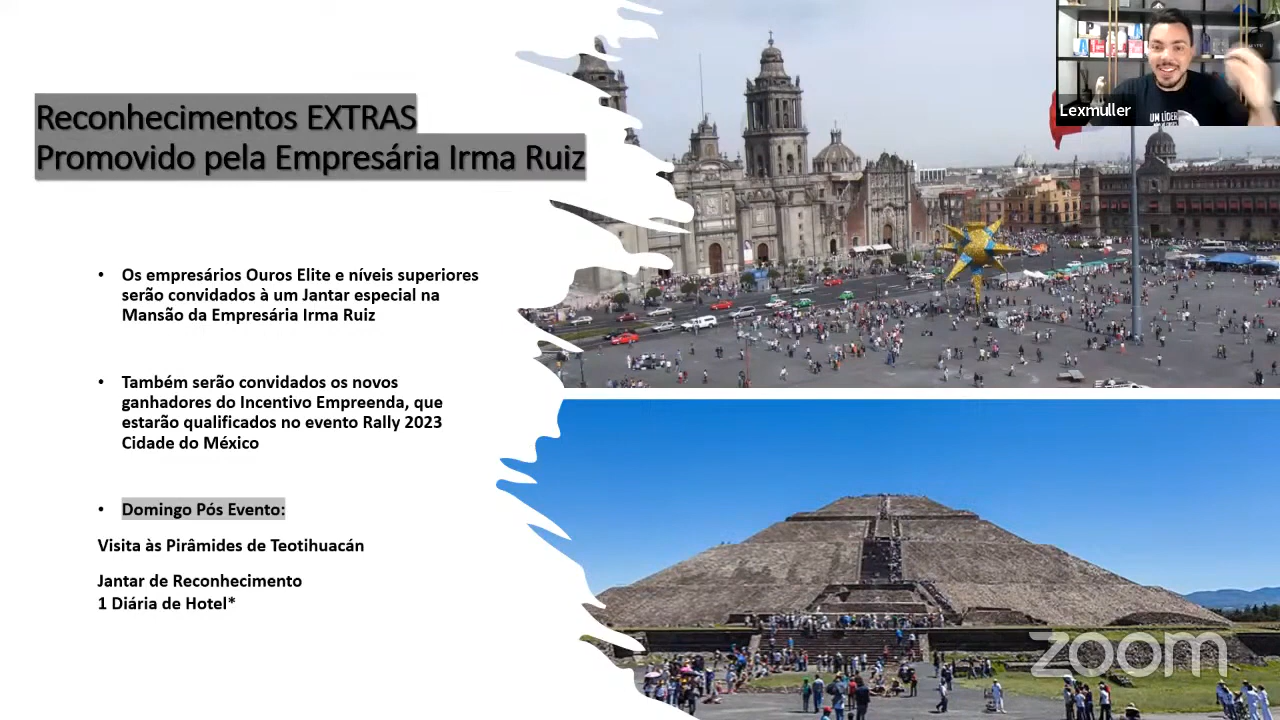 Reconhecimentos EXTRAS
Promovido pela Empresária Irma Ruiz
• Os empresários Ouros Elite e níveis superiores
serão convidados à um Jantar especial na
Mansão da Empresária Irma Ruiz
• Também serão convidados os novos
ganhadores do Incentivo Empreenda, que
estarão qualificados no evento Rally 2023
Cidade do México
• Domingo Pós Evento:
Visita às Pirâmides de Teotihuacán
Jantar de Reconhecimento
1 Diária de Hotel*
UM LÍDER
Lexmuller
zoom